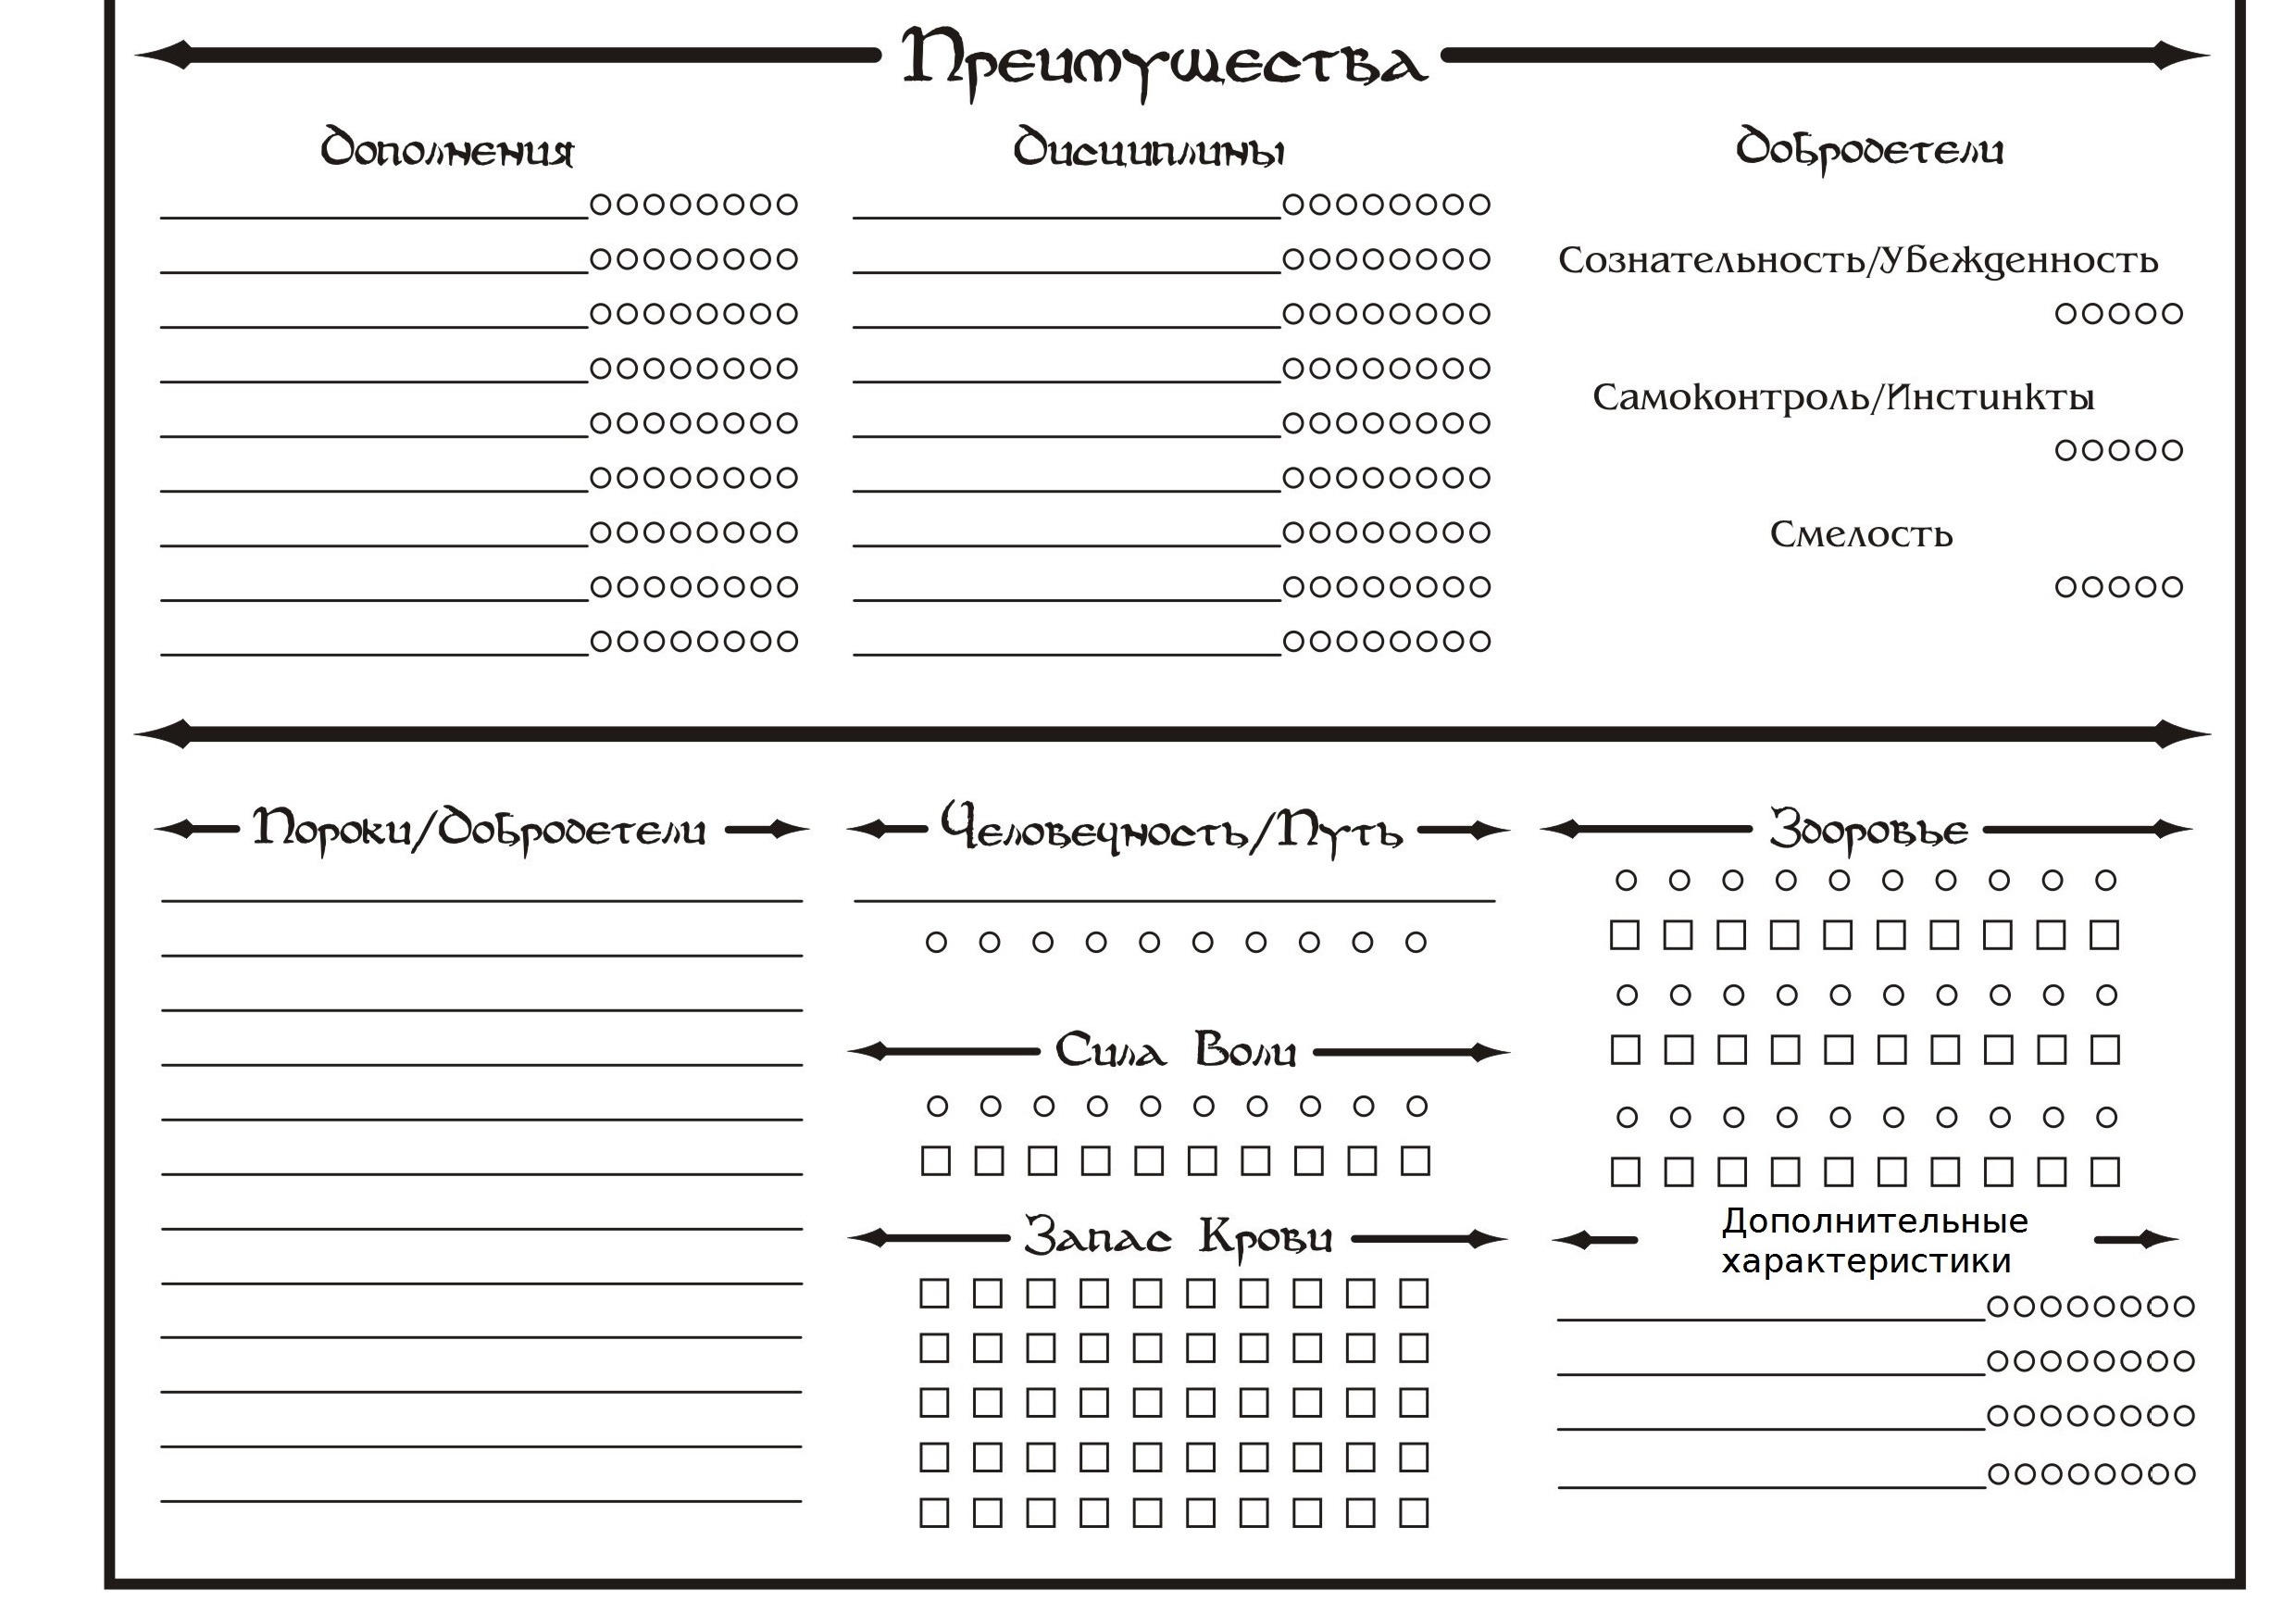 Преимущества
Дополнения
Дисциплины
Добродетели
Сознательность/Убежденность
Самоконтроль/Инстинкты
Смелость
Пороки/Добродетели
Человечность/Путь
Здоровье
Сила Воли
Запас Крови
Дополнительные
характеристики